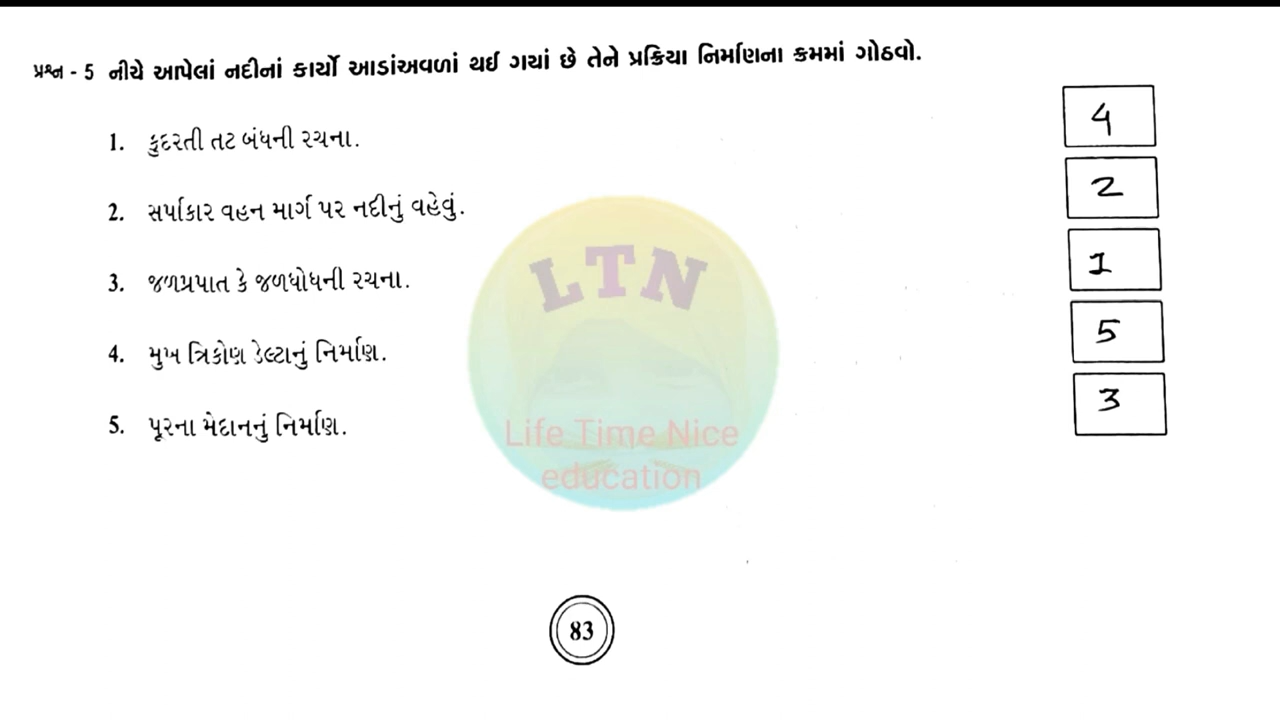 પ્રશ્ન - 5 નીચે આપેલાં નદીનાં કાર્યો આડાંઅવળાં થઈ ગયાં છે તેને પ્રક્રિયા નિર્માણના ક્રમમાં ગોઠવો.
1. કુદરતી તટ બંધની રચના. 4
2. સર્પાકાર વહન માર્ગ પર નદીનું વહેવું. 2
3. જળપ્રપાત કે જળધોધની રચના. 1
4. મુખ ત્રિકોણ ડેલ્ટાનું નિર્માણ. 5
5. પૂરના મેદાનનું નિર્માણ. 3
LTN
Life Time Nice
education
83